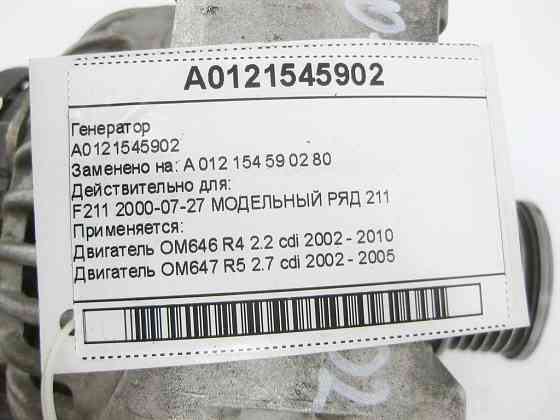 A0121545902
Генератор
A0121545902
Заменено на: A 012 154 59 02 80
Действительно для:
F211 2000-07-27 МОДЕЛЬНЫЙ РЯД 211
Применяется:
Двигатель OM646 R4 2.2 cdi 2002 - 2010
Двигатель OM647 R5 2.7 cdi 2002 - 2005